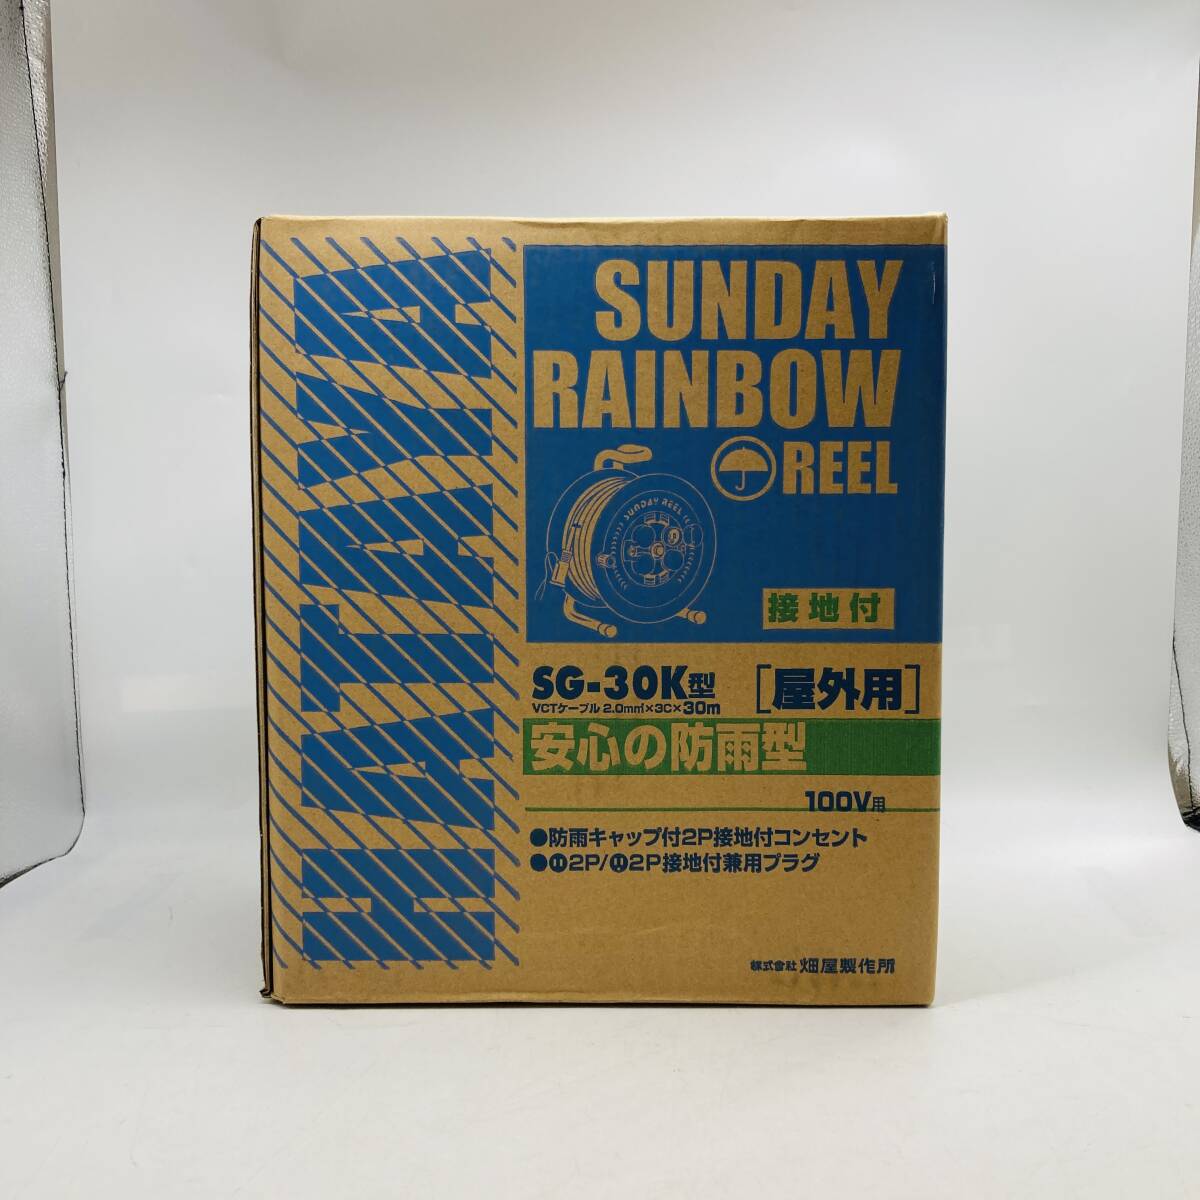 HATAYA
SUNDAY
RAINBOW
REEL
SUNDAY REEL
接地付
SG-30K型
[屋外用]
VCTケーブル 2.0mm²×3C×30m
安心の防雨型
100V用
●防雨キャップ付2P接地付コンセント
●2P/2P接地付兼用プラグ
株式会社 畑屋製作所